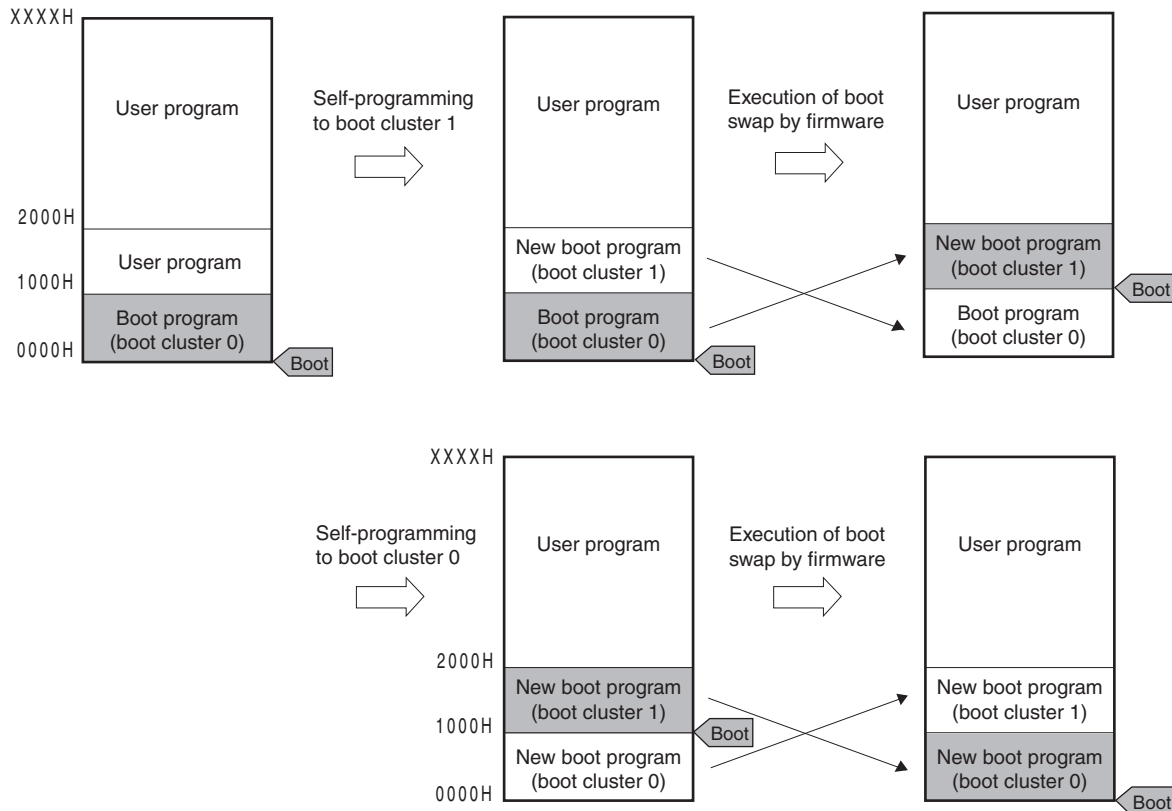 XXXXH
User program
2000H
User program
1000H
Boot program
(boot cluster 0)
0000H
Boot
Self-programming
to boot cluster 1
User program
New boot program
(boot cluster 1)
Boot program
(boot cluster 0)
Boot
Execution of boot
swap by firmware
User program
New boot program
(boot cluster 1)
Boot
Boot program
(boot cluster 0)
Self-programming
to boot cluster 0
XXXXH
User program
2000H
New boot program
(boot cluster 1)
1000H
Boot
New boot program
(boot cluster 0)
0000H
Execution of boot
swap by firmware
User program
New boot program
(boot cluster 1)
New boot program
(boot cluster 0)
Boot